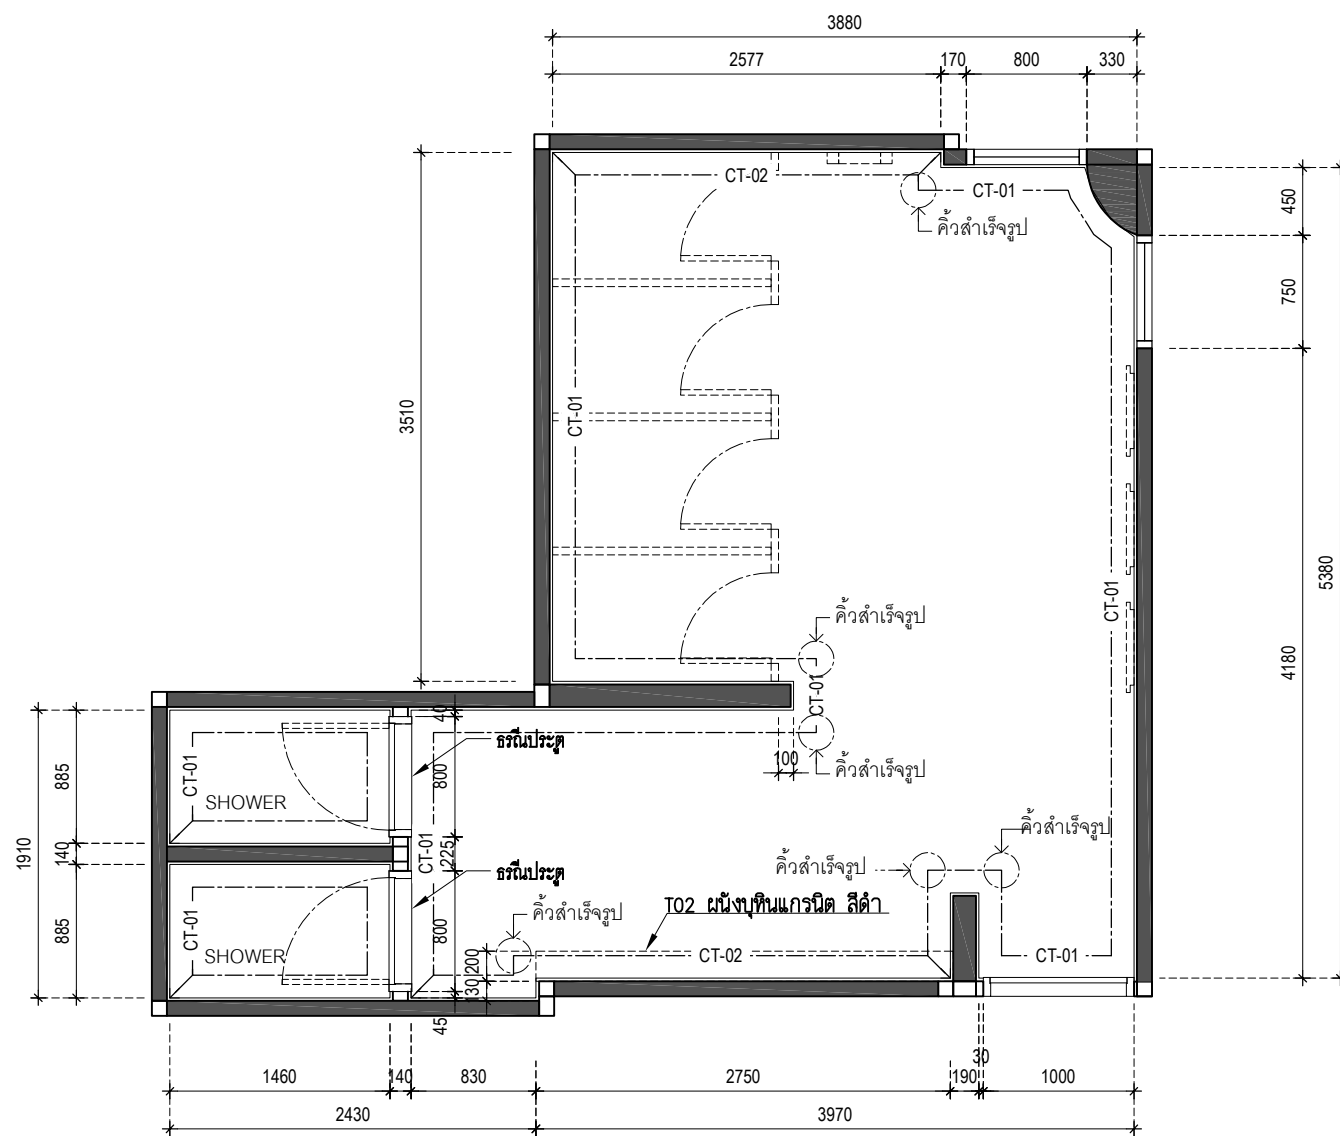 3880
2577
170
800
330
CT-02
CT-01
คิ้วสำเร็จรูป
450
750
3510
CT-01
CT-01
5380
4180
คิ้วสำเร็จรูป
CT-01
40
ธรณีประตู
100
คิ้วสำเร็จรูป
885
800
CT-01
SHOWER
1910
140
CT-01
225
คิ้วสำเร็จรูป
คิ้วสำเร็จรูป
ธรณีประตู
T02 ผนังบุหินแกรนิต สีดำ
คิ้วสำเร็จรูป
885
CT-01
800
SHOWER
200
CT-02
CT-01
130
45
30
1460
140
830
2750
190
1000
2430
3970